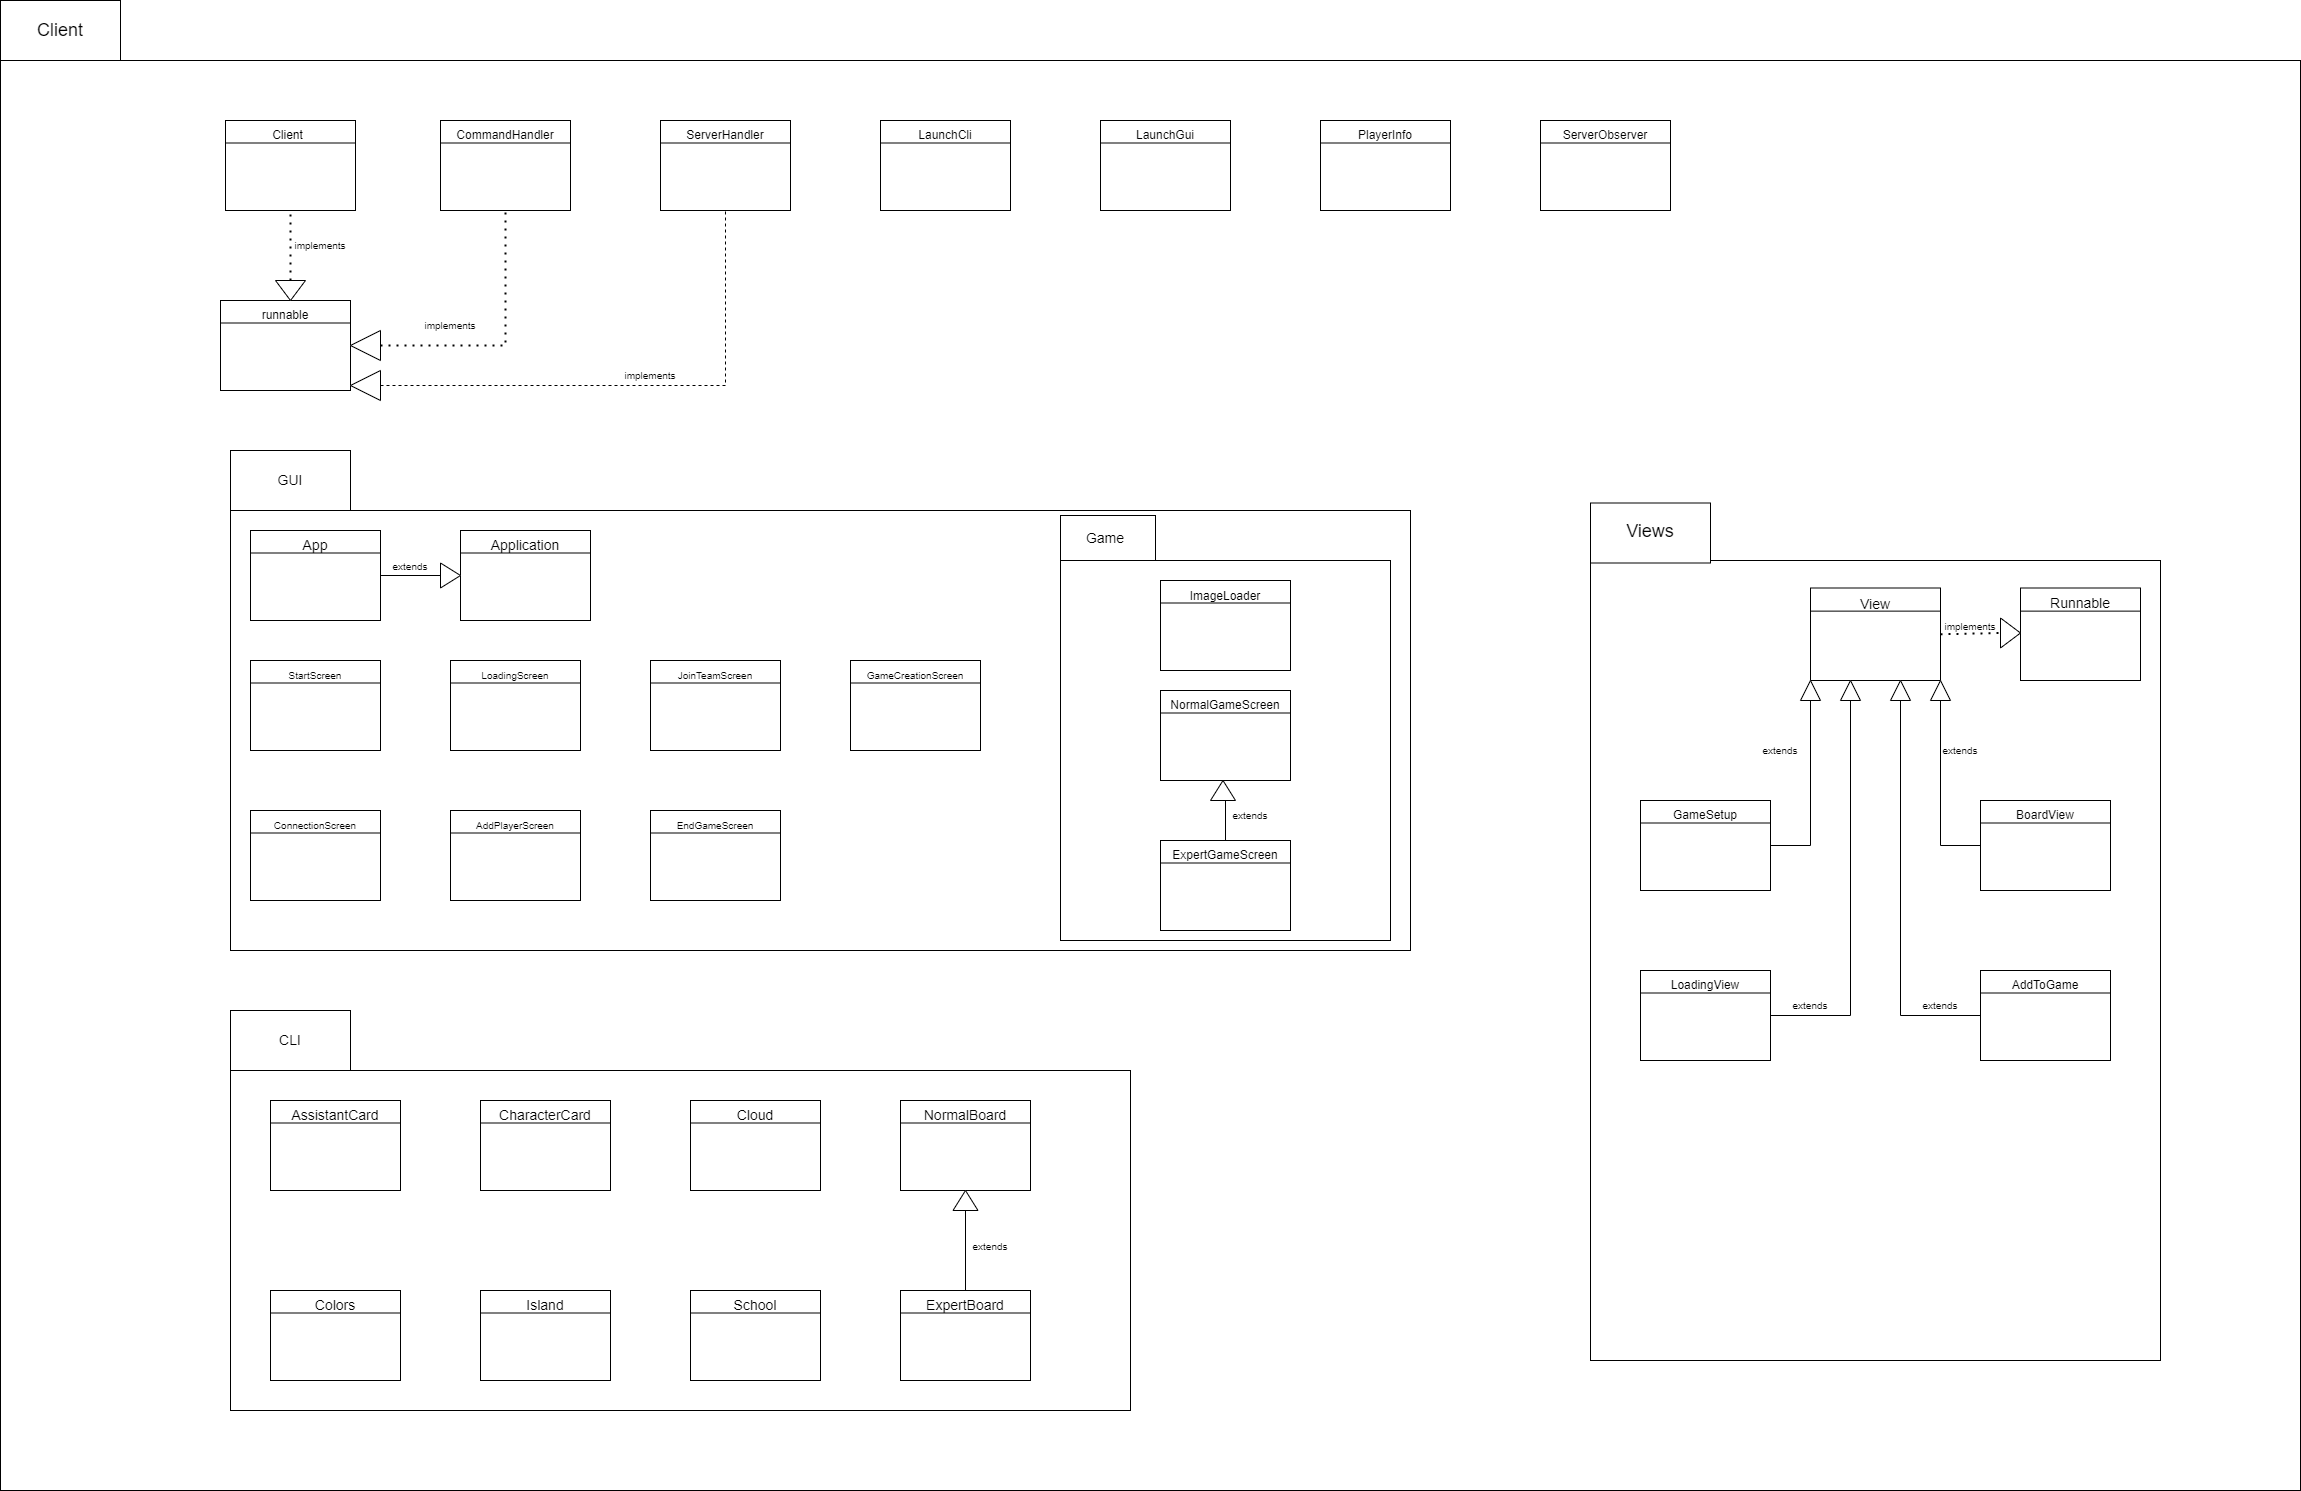 Client
Client
CommandHandler
ServerHandler
LaunchCli
LaunchGui
PlayerInfo
ServerObserver
implements
runnable
implements
implements
GUI
App
extends
Application
StartScreen
LoadingScreen
JoinTeamScreen
GameCreationScreen
ConnectionScreen
AddPlayerScreen
EndGameScreen
Game
ImageLoader
NormalGameScreen
extends
ExpertGameScreen
Views
View
implements
Runnable
extends
extends
GameSetup
BoardView
LoadingView
extends
extends
AddToGame
CLI
AssistantCard
CharacterCard
Cloud
NormalBoard
extends
Colors
Island
School
ExpertBoard